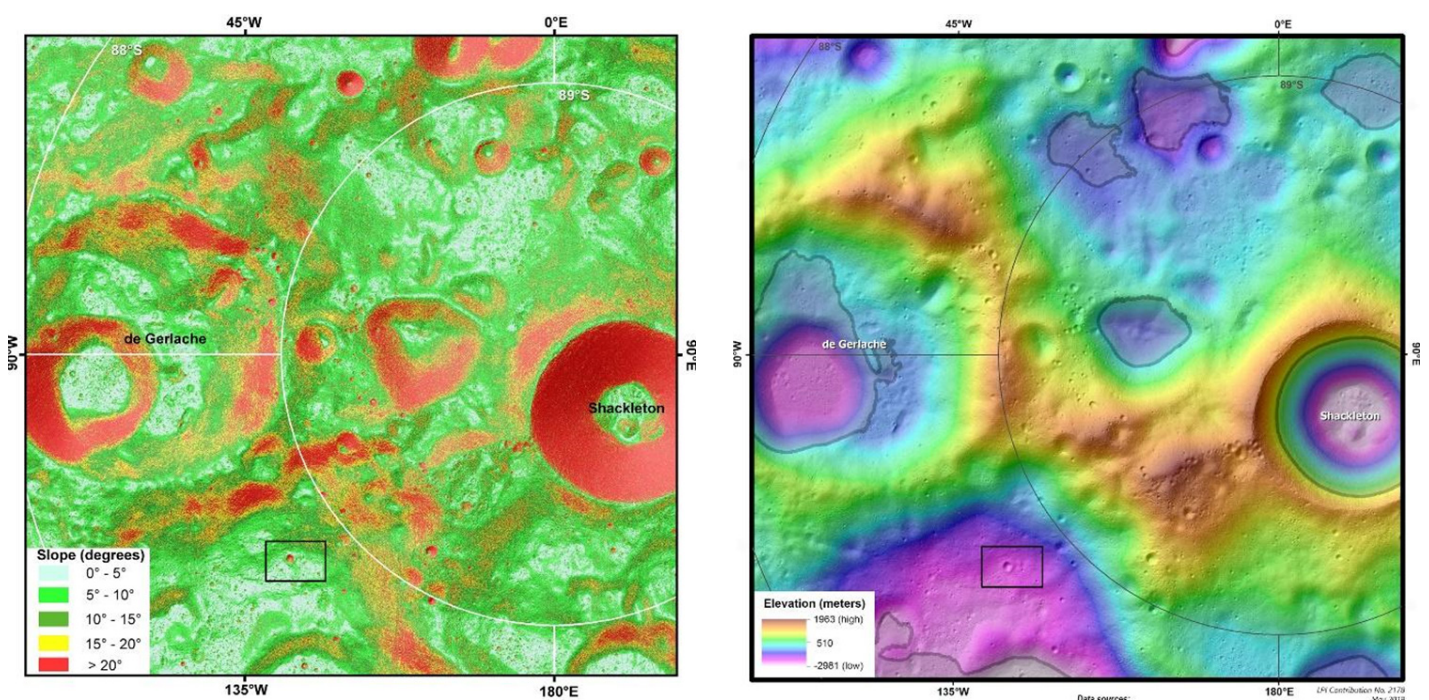 45°W
0°E
88°S
89°S
90°W
de Gerlache
90°E
Shackleton
Slope (degrees)
0° - 5°
5° - 10°
10° - 15°
15° - 20°
> 20°
135°W
180°E
45°W
0°E
88°S
89°S
90°W
de Gerlache
90°E
Shackleton
Elevation (meters)
1963 (high)
510
-2981 (low)
135°W
180°E
LPI Contribution No. 2178
Data sources: